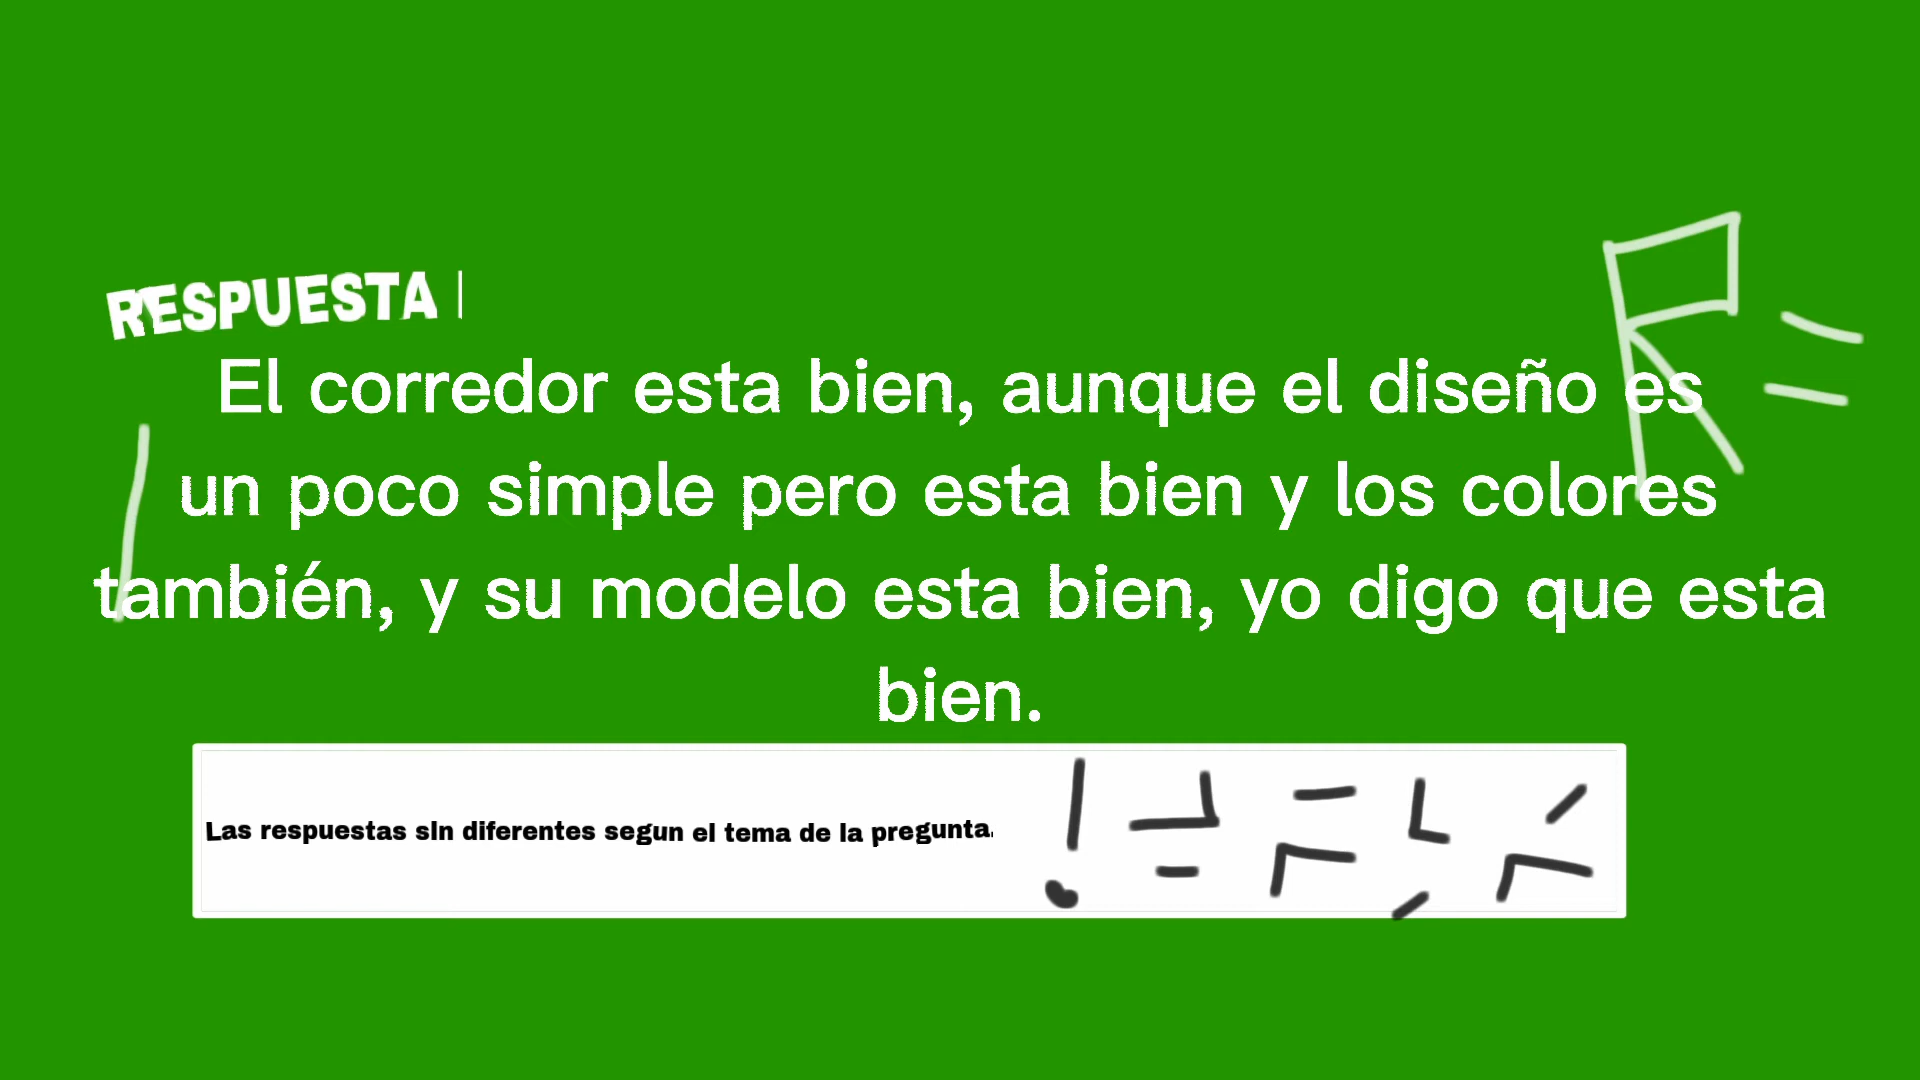 RESPUESTA |
El corredor esta bien, aunque el diseño es
un poco simple pero esta bien y los colores
también, y su modelo esta bien, yo digo que esta
bien.
Las respuestas sIn diferentes segun el tema de la pregunta.
R